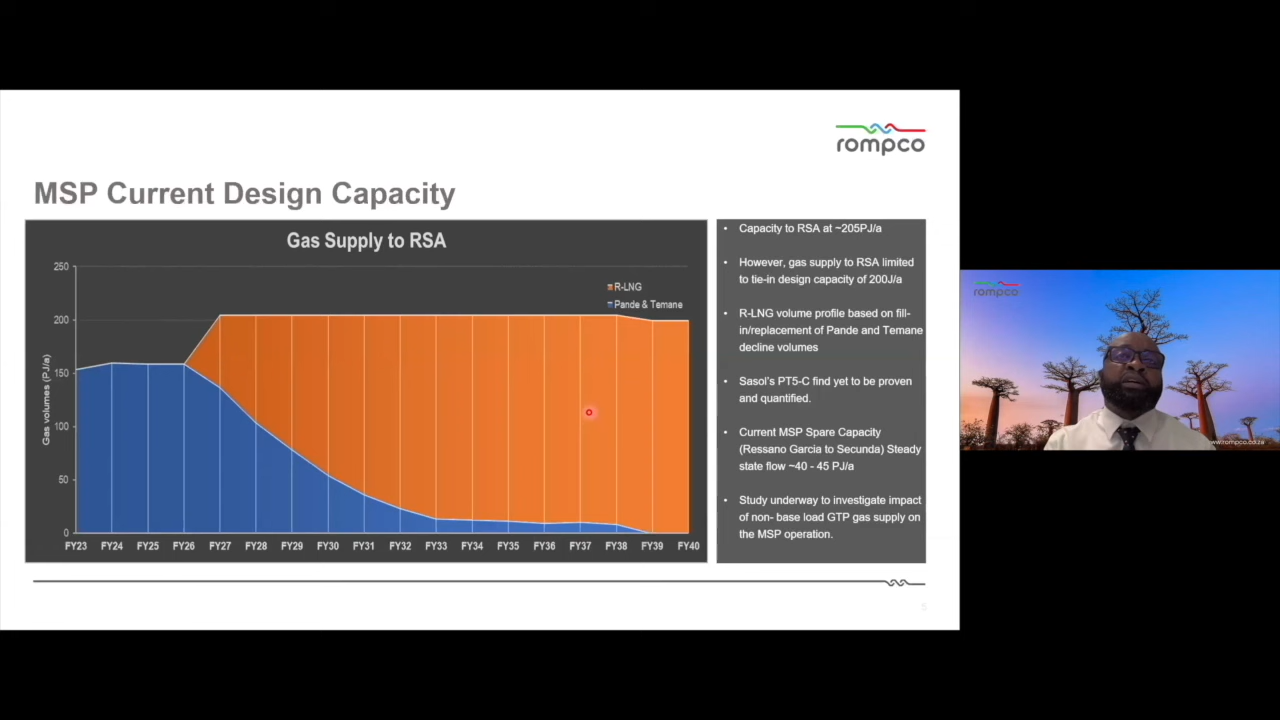 rompco
MSP Current Design Capacity
Gas Supply to RSA
250
200
150
100
50
0
Gas volumes (PJ/a)
R-LNG
Pande & Temane
FY23 FY24 FY25 FY26 FY27 FY28 FY29 FY30 FY31 FY32 FY33 FY34 FY35 FY36 FY37 FY38 FY39 FY40
• Capacity to RSA at ~205PJ/a
• However, gas supply to RSA limited
to tie-in design capacity of 200J/a
• R-LNG volume profile based on fill-
in/replacement of Pande and Temane
decline volumes
• Sasol's PT5-C find yet to be proven
and quantified.
• Current MSP Spare Capacity
(Ressano Garcia to Secunda) Steady
state flow ~40 - 45 PJ/a
• Study underway to investigate impact
of non- base load GTP gas supply on
the MSP operation.
5
rompco
www.rompco.co.za